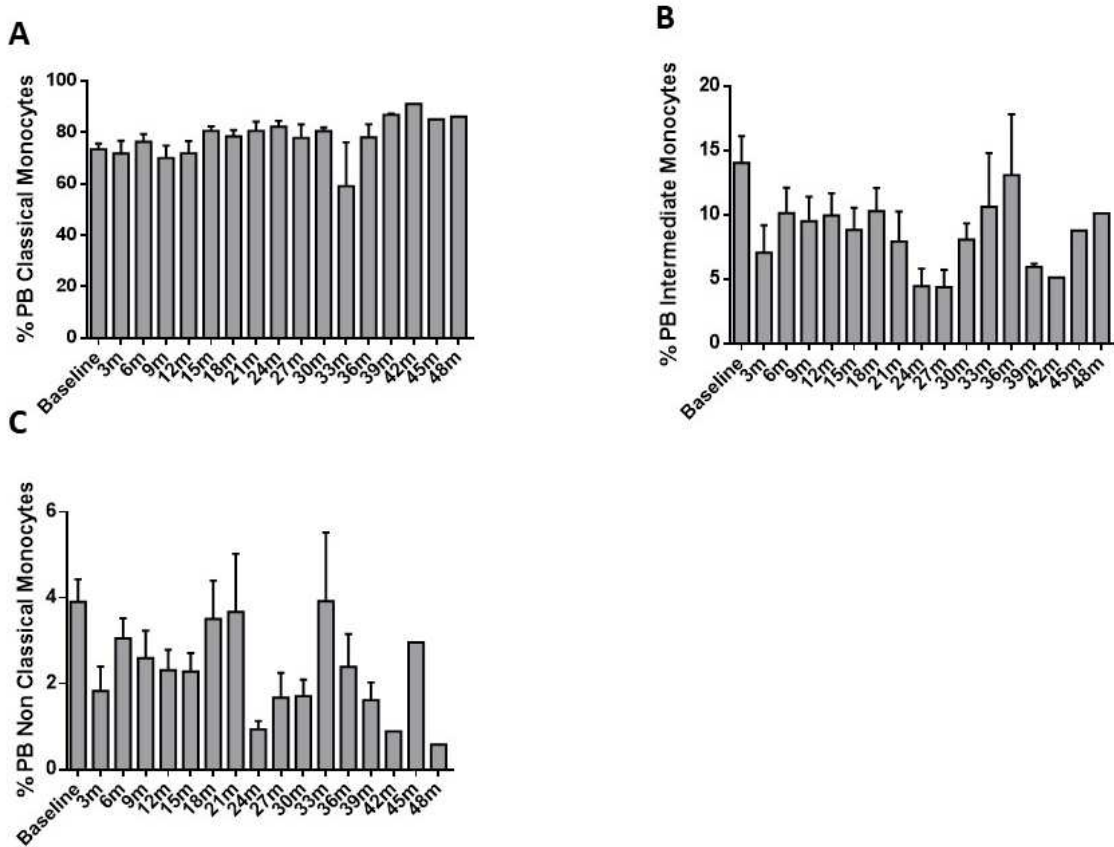 A
% PB Classical Monocytes
100
80
60
40
20
0
Baseline
3m
6m
9m
12m
15m
18m
21m
24m
27m
30m
33m
36m
39m
42m
45m
48m
B
% PB Intermediate Monocytes
20
15
10
5
0
Baseline
3m
6m
9m
12m
15m
18m
21m
24m
27m
30m
33m
36m
39m
42m
45m
48m
C
% PB Non Classical Monocytes
6
4
2
0
Baseline
3m
6m
9m
12m
15m
18m
21m
24m
27m
30m
33m
36m
39m
42m
45m
48m